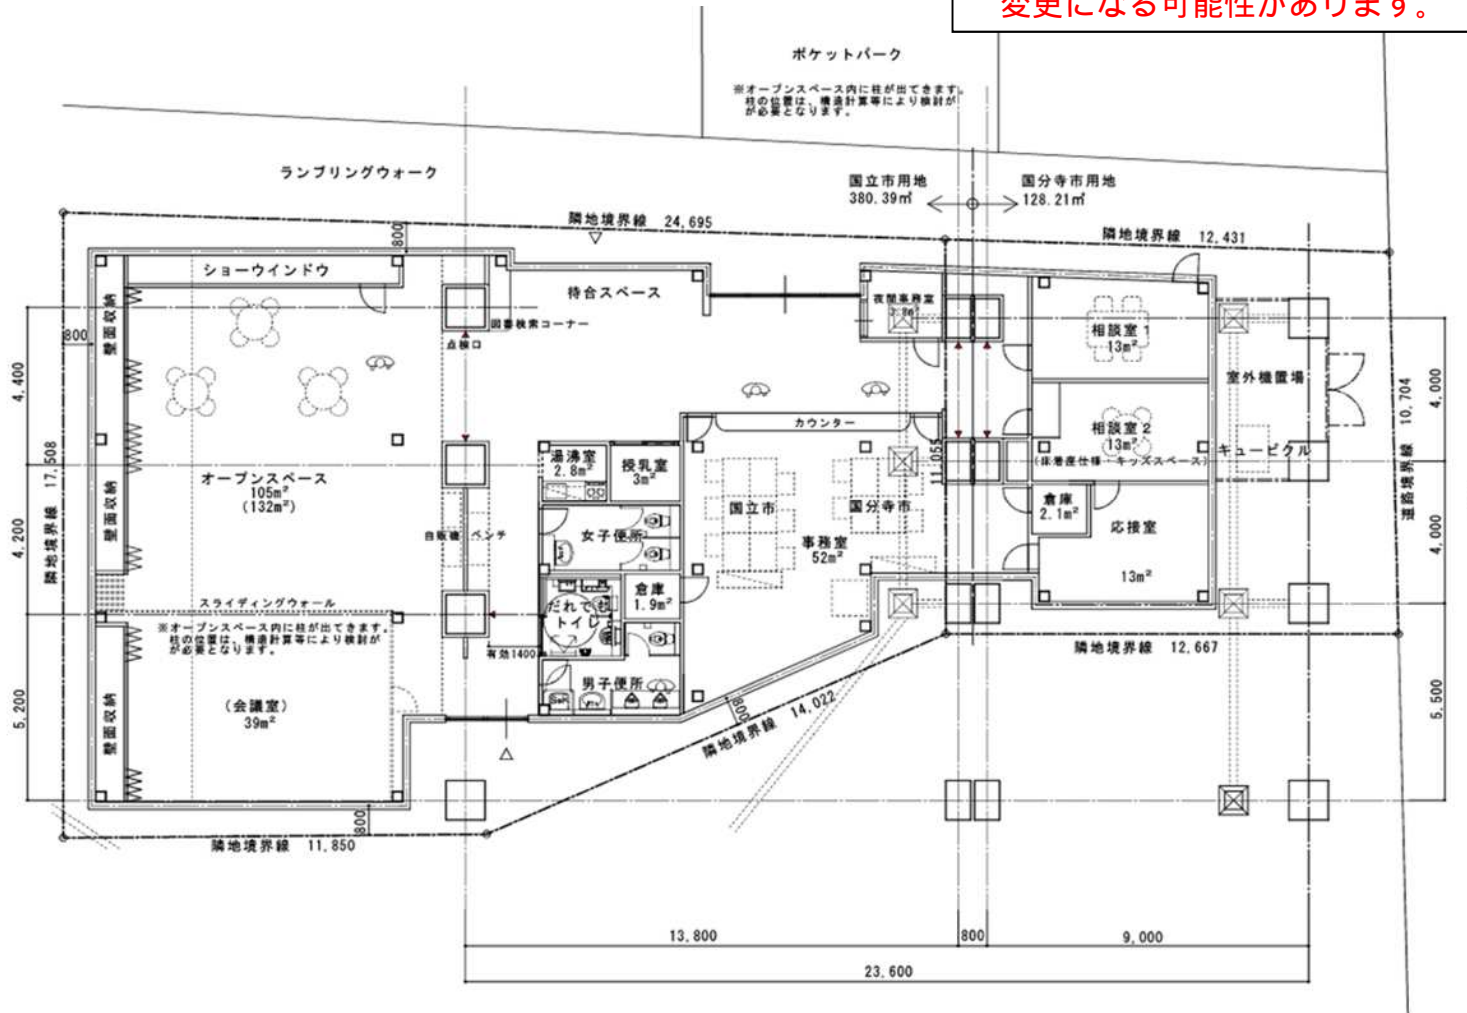 変更になる可能性があります。
ポケットパーク
※オープンスペース内に柱が出てきます。
柱の位置は、構造計算等により検討が
が必要となります。
ランブリングウォーク
国立市用地
380.39㎡
国分寺市用地
128.21㎡
隣地境界線 24,695
隣地境界線 12,431
800
ショーウインドウ
待合スペース
夜間事務室
壁面収納
図書検索コーナー
点検口
相談室1
13m²
800
室外機置場
4,400
4,000
道路境界線 10,704
カウンター
相談室2
13m²
キュービクル
湯沸室
2.8m²
授乳室
3m²
11,055
オープンスペース
105m²
(132m²)
壁面収納
隣地境界線 17,508
国立市
国分寺市
倉庫
2.1m²
応接室
13m²
4,200
4,000
自販機
ベンチ
女子便所
事務室
52m²
倉庫
1.9m²
だれでも
トイレ
スライディングウォール
※オープンスペース内に柱が出てきます。
柱の位置は、構造計算等により検討が
が必要となります。
有効1400
隣地境界線 12,667
男子便所
(会議室)
39m²
壁面収納
5,200
5,500
800
隣地境界線 14,022
800
隣地境界線 11,850
13,800
800
9,000
23,600